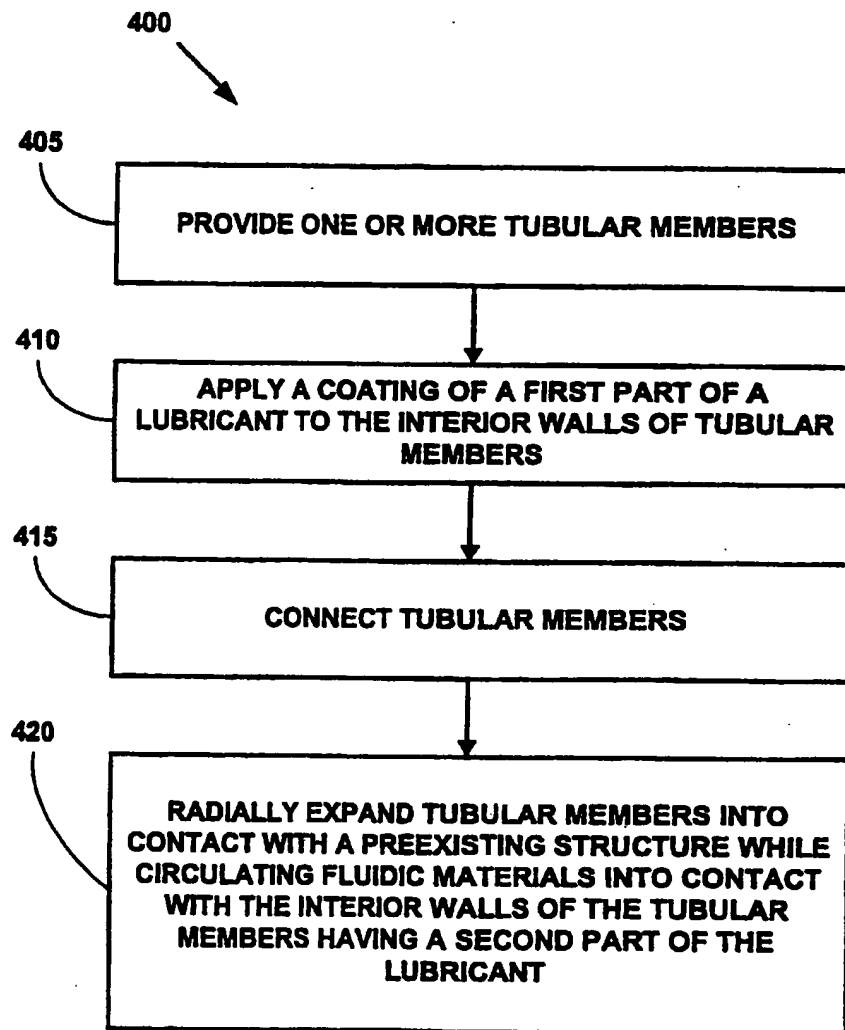 400
405
PROVIDE ONE OR MORE TUBULAR MEMBERS
410
APPLY A COATING OF A FIRST PART OF A
LUBRICANT TO THE INTERIOR WALLS OF TUBULAR
MEMBERS
415
CONNECT TUBULAR MEMBERS
420
RADIALLY EXPAND TUBULAR MEMBERS INTO
CONTACT WITH A PREEXISTING STRUCTURE WHILE
CIRCULATING FLUIDIC MATERIALS INTO CONTACT
WITH THE INTERIOR WALLS OF THE TUBULAR
MEMBERS HAVING A SECOND PART OF THE
LUBRICANT